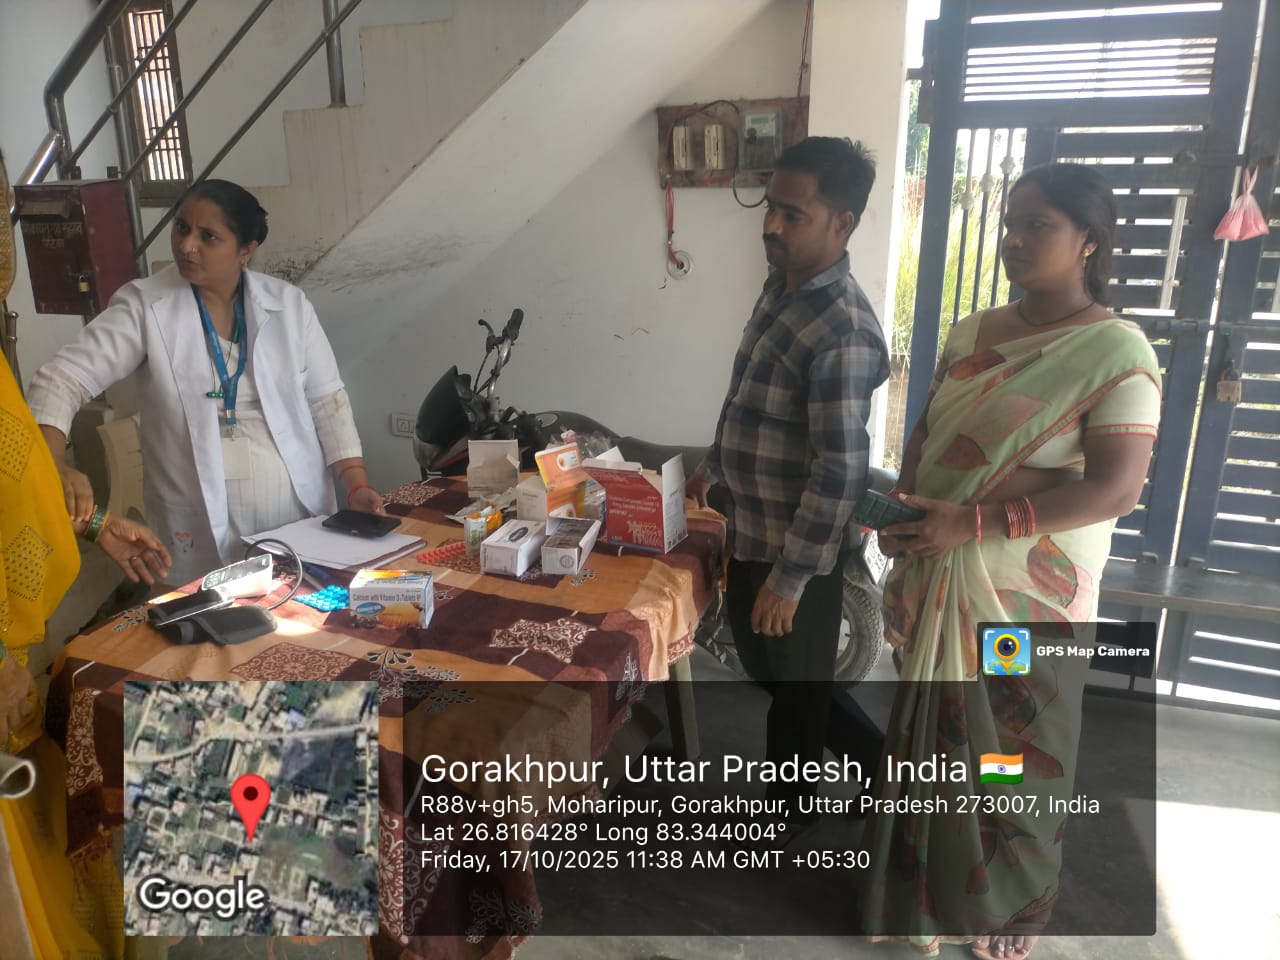 Calcium with Vitamin D₃ Tablets IP
GPS Map Camera
Google
Gorakhpur, Uttar Pradesh, India
R88v+gh5, Moharipur, Gorakhpur, Uttar Pradesh 273007, India
Lat 26.816428° Long 83.344004°
Friday, 17/10/2025 11:38 AM GMT +05:30